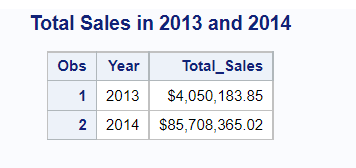 Total Sales in 2013 and 2014
Obs Year Total_Sales
1 2013 $4,050,183.85
2 2014 $85,708,365.02